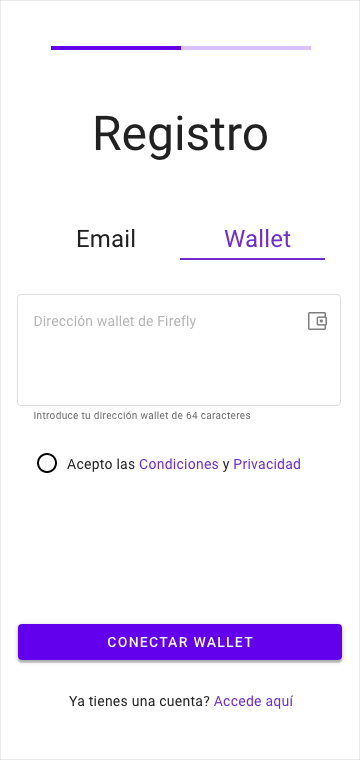 Registro
Email
Wallet
Dirección wallet de Firefly
Introduce tu dirección wallet de 64 caracteres
Acepto las Condiciones y Privacidad
CONECTAR WALLET
Ya tienes una cuenta? Accede aquí